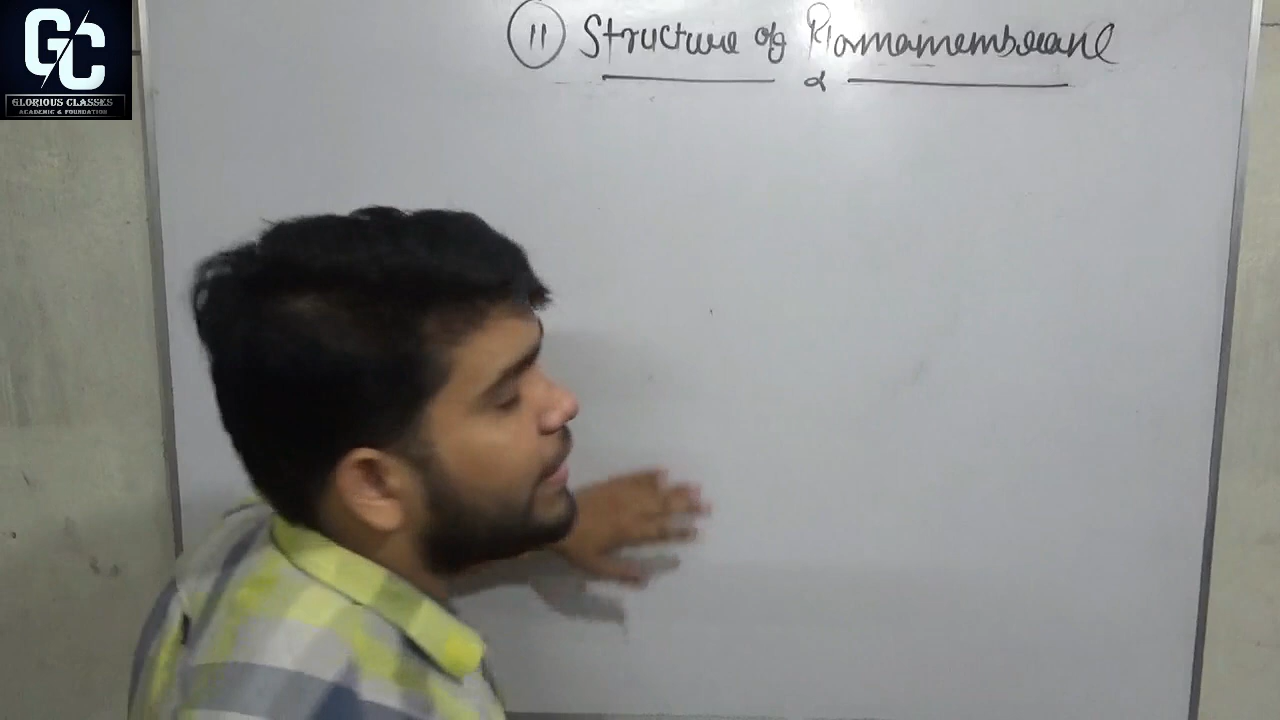 GC
GLORIOUS CLASSES
ACADEMIC & FOUNDATION
11 Structure of Plasmamembrane